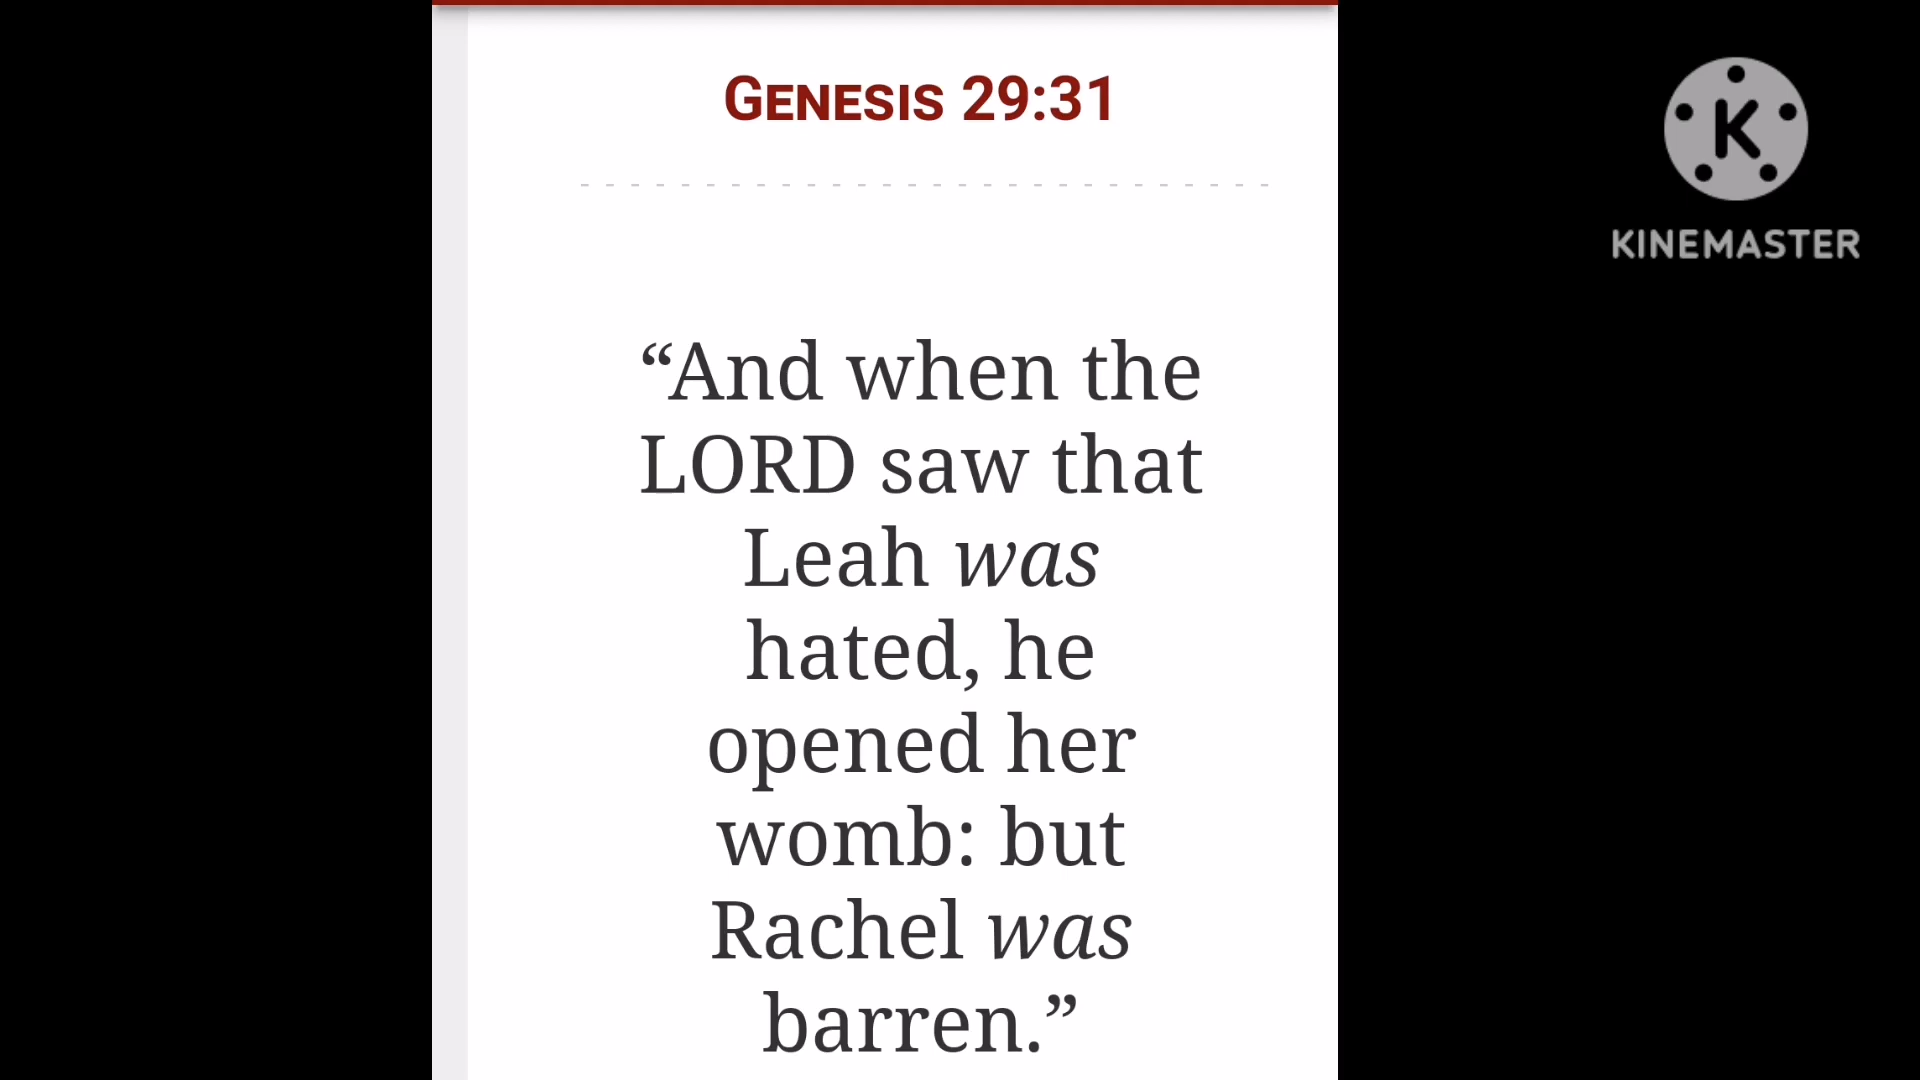 GENESIS 29:31
“And when the
LORD saw that
Leah was
hated, he
opened her
womb: but
Rachel was
barren.”
K
KINEMASTER